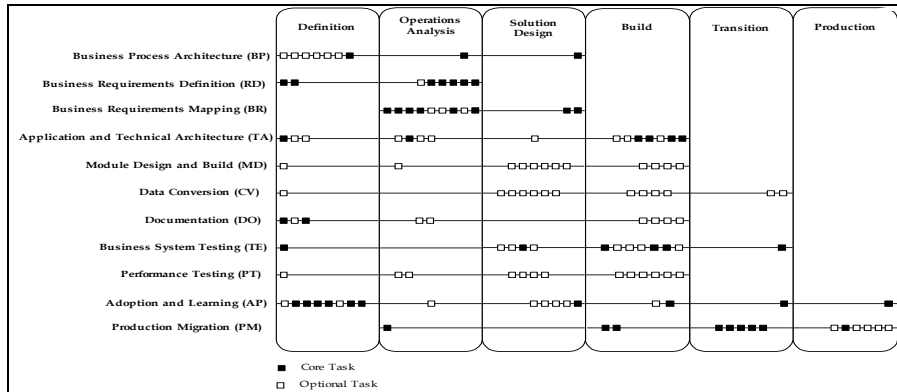 Definition
Operations
Analysis
Solution
Design
Build
Transition
Production
Business Process Architecture (BP)
Business Requirements Definition (RD)
Business Requirements Mapping (BR)
Application and Technical Architecture (TA)
Module Design and Build (MD)
Data Conversion (CV)
Documentation (DO)
Business System Testing (TE)
Performance Testing (PT)
Adoption and Learning (AP)
Production Migration (PM)
Core Task
Optional Task